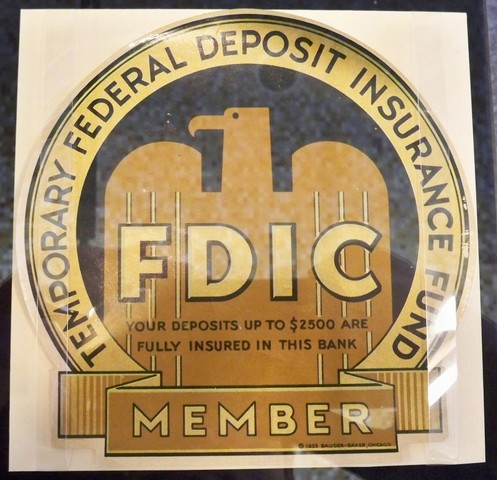 TEMPORARY FEDERAL DEPOSIT INSURANCE FUND
FDIC
YOUR DEPOSITS UP TO $2500 ARE
FULLY INSURED IN THIS BANK
MEMBER